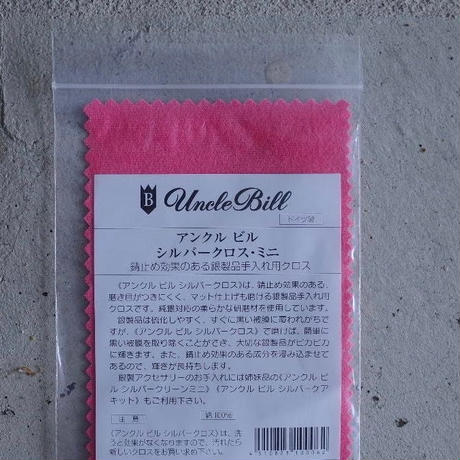 B Uncle Bill
ドイツ製
アンクル ビル
シルバークロス・ミニ
錆止め効果のある銀製品手入れ用クロス
《アンクル ビル シルバークロス》は、錆止め効果のある、
磨き目がつきにくく、マット仕上げも磨ける銀製品手入れ用
クロスです。純銀対応の柔らかな研磨材を使用しています。
銀製品は硫化しやすく、すぐに黒い被膜に覆われがちで
すが、《アンクル ビル シルバークロス》で磨けば、簡単に
黒い被膜を取り除くことができ、大切な銀製品がピカピカ
に輝きます。また、錆止め効果のある成分を浸み込ませて
あるので、輝きが長持ちします。
銀製アクセサリーのお手入れには姉妹品の《アンクル ビ
ル シルバークリーンミニ》《アンクル ビル シルバーケア
キット》もご利用下さい。
注意
綿 100%
《アンクル ビル シルバークロス》は、洗
うと効果がなくなりますので、汚れたら
新しいクロスをお買い求め下さい。